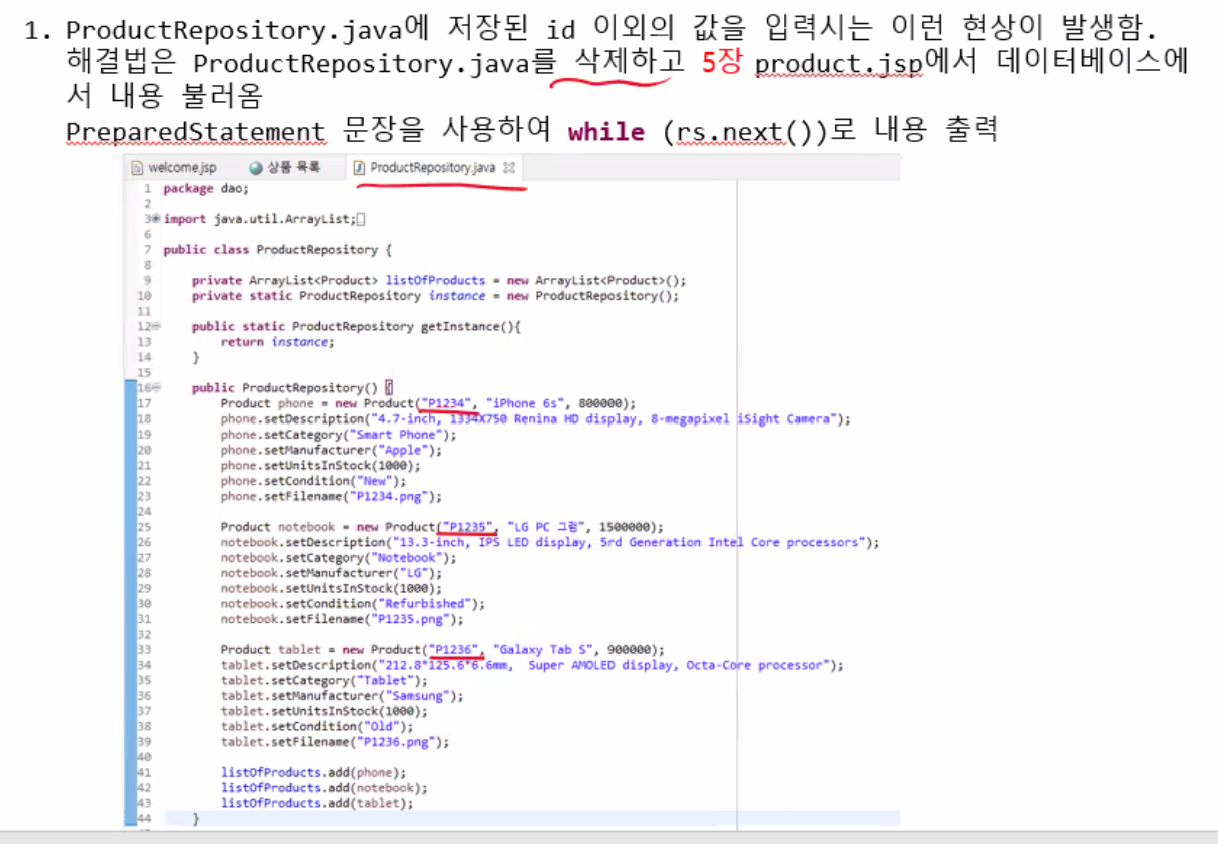 1. ProductRepository.java에 저장된 id 이외의 값을 입력시는 이런 현상이 발생함.
해결법은 ProductRepository.java를 삭제하고 5장 product.jsp에서 데이터베이스에
서 내용 불러옴
PreparedStatement 문장을 사용하여 while (rs.next())로 내용 출력
welcome.jsp 상품 목록 ProductRepository.java
1 package dao;
2
3 import java.util.ArrayList;
6
7 public class ProductRepository {
8
9 private ArrayList<Product> listOfProducts = new ArrayList<Product>();
10 private static ProductRepository instance = new ProductRepository();
11
12 public static ProductRepository getInstance(){
13 return instance;
14 }
15
16 public ProductRepository() {
17 Product phone = new Product("P1234", "iPhone 6s", 800000);
18 phone.setDescription("4.7-inch, 1334X750 Renina HD display, 8-megapixel iSight Camera");
19 phone.setCategory("Smart Phone");
20 phone.setManufacturer("Apple");
21 phone.setUnitsInStock(1000);
22 phone.setCondition("New");
23 phone.setFilename("P1234.png");
24
25 Product notebook = new Product("P1235", "LG PC 그램", 1500000);
26 notebook.setDescription("13.3-inch, IPS LED display, 5rd Generation Intel Core processors");
27 notebook.setCategory("Notebook");
28 notebook.setManufacturer("LG");
29 notebook.setUnitsInStock(1000);
30 notebook.setCondition("Refurbished");
31 notebook.setFilename("P1235.png");
32
33 Product tablet = new Product("P1236", "Galaxy Tab S", 900000);
34 tablet.setDescription("212.8*125.6*6.6mm,  Super AMOLED display, Octa-Core processor");
35 tablet.setCategory("Tablet");
36 tablet.setManufacturer("Samsung");
37 tablet.setUnitsInStock(1000);
38 tablet.setCondition("Old");
39 tablet.setFilename("P1236.png");
40
41 listOfProducts.add(phone);
42 listOfProducts.add(notebook);
43 listOfProducts.add(tablet);
44 }